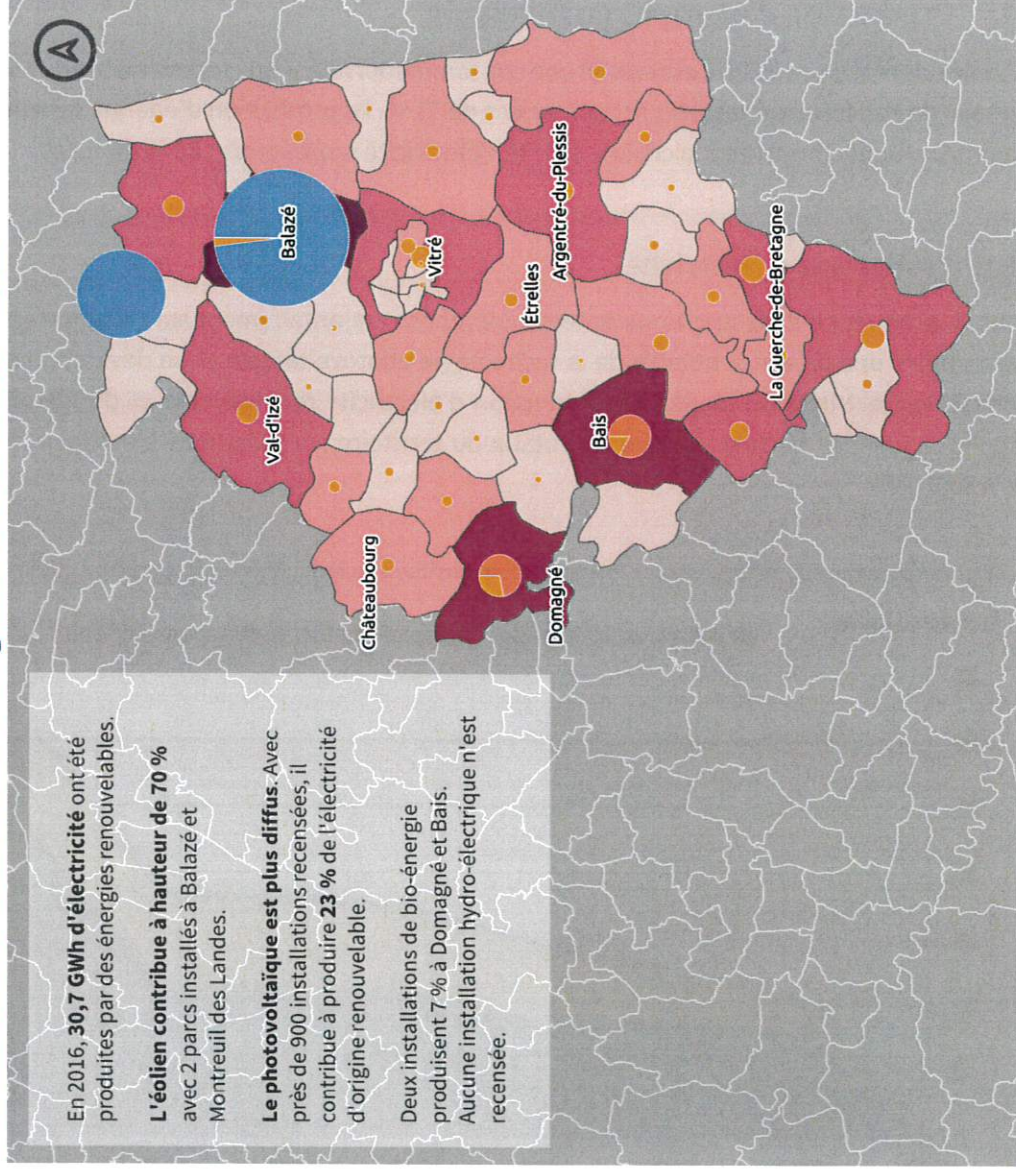 En 2016, 30,7 GWh d'électricité ont été
produites par des énergies renouvelables.
L'éolien contribue à hauteur de 70 %
avec 2 parcs installés à Balazé et
Montreuil des Landes.
Le photovoltaïque est plus diffus. Avec
près de 900 installations recensées, il
contribue à produire 23 % de l'électricité
d'origine renouvelable.
Deux installations de bio-énergie
produisent 7 % à Domagné et Bais.
Aucune installation hydro-électrique n'est
recensée.
Balazé
Val-d'Izé
Vitré
Châteaubourg
Étrelles
Argentré-du-Plessis
Domagné
Bais
La Guerche-de-Bretagne